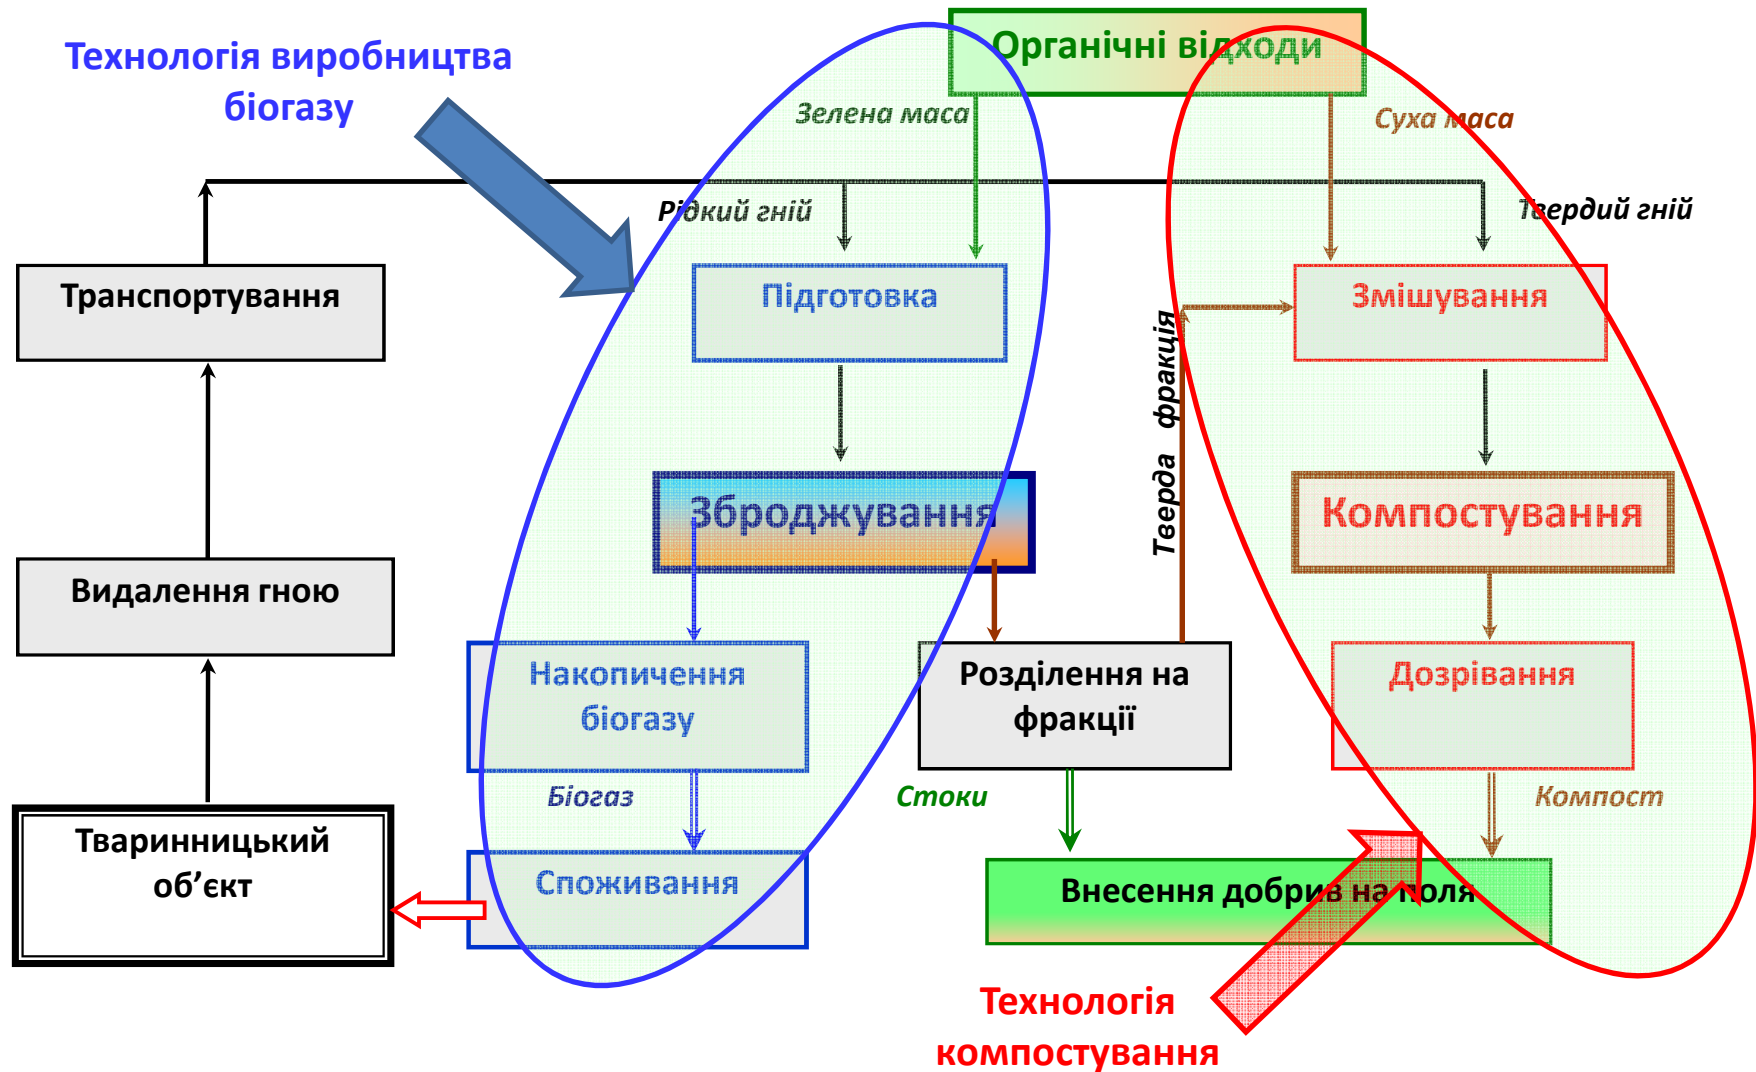 Органічні відходи
Технологія виробництва
біогазу
Зелена маса
Суха маса
Рідкий гній
Твердий гній
Транспортування
Підготовка
Змішування
Тверда фракція
Зброджування
Компостування
Видалення гною
Накопичення
біогазу
Розділення на
фракції
Дозрівання
Біогаз
Стоки
Компост
Тваринницький
об’єкт
Споживання
Внесення добрив на поля
Технологія
компостування